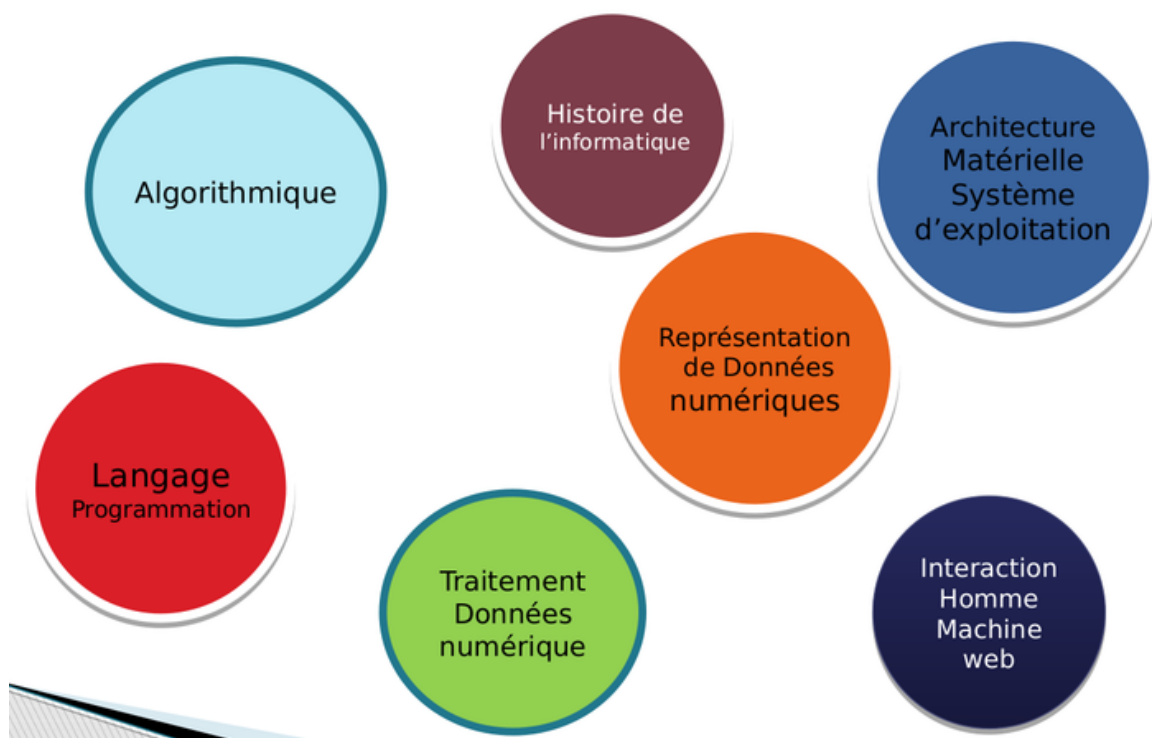 Algorithmique
Histoire de
l'informatique
Architecture
Matérielle
Système
d'exploitation
Représentation
de Données
numériques
Langage
Programmation
Traitement
Données
numérique
Interaction
Homme
Machine
web